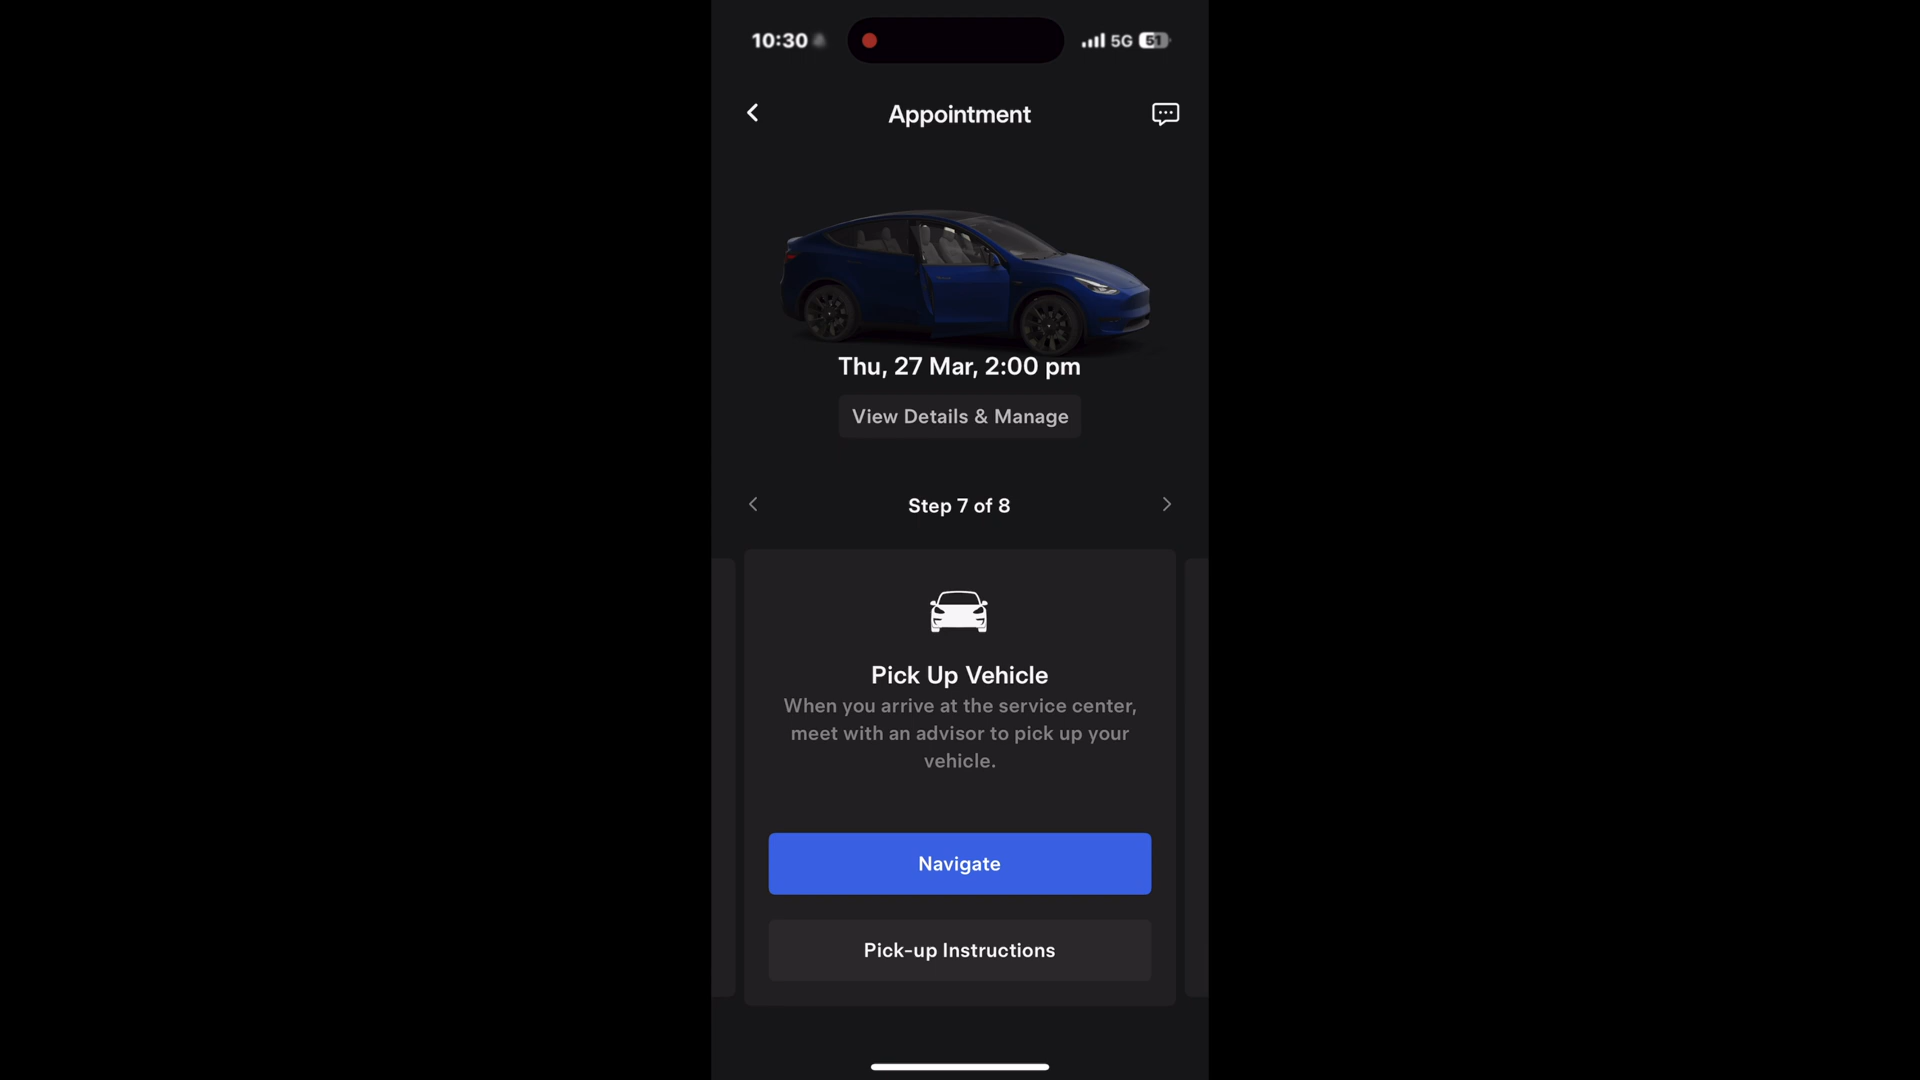 10:30
5G
51
Appointment
Thu, 27 Mar, 2:00 pm
View Details & Manage
Step 7 of 8
Pick Up Vehicle
When you arrive at the service center,
meet with an advisor to pick up your
vehicle.
Navigate
Pick-up Instructions